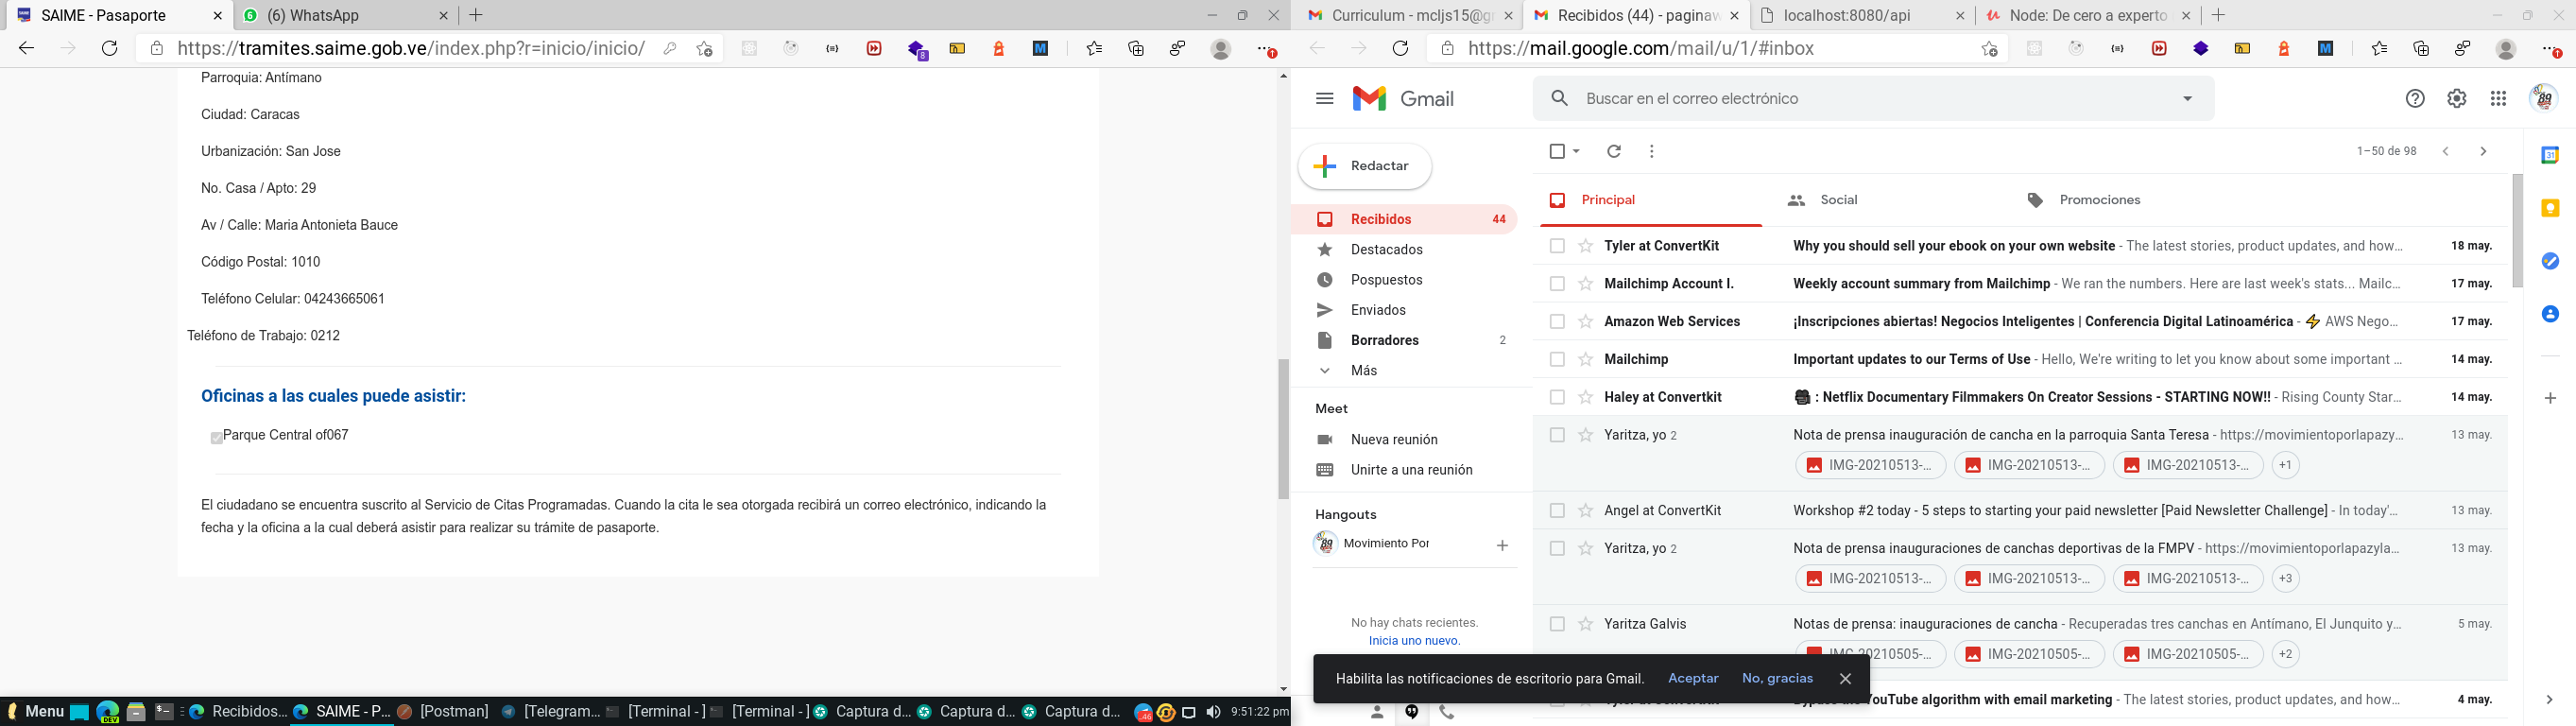 SAIME - Pasaporte
(6) WhatsApp
Curriculum - mcljs15@g
Recibidos (44) - paginaw
localhost:8080/api
Node: De cero a experto
https://tramites.saime.gob.ve/index.php?r=inicio/inicio/
https://mail.google.com/mail/u/1/#inbox
Parroquia: Antímano
Ciudad: Caracas
Urbanización: San Jose
No. Casa / Apto: 29
Av / Calle: Maria Antonieta Bauce
Código Postal: 1010
Teléfono Celular: 04243665061
Teléfono de Trabajo: 0212
Oficinas a las cuales puede asistir:
Parque Central of067
El ciudadano se encuentra suscrito al Servicio de Citas Programadas. Cuando la cita le sea otorgada recibirá un correo electrónico, indicando la
fecha y la oficina a la cual deberá asistir para realizar su trámite de pasaporte.
Gmail
Buscar en el correo electrónico
Redactar
1–50 de 98
Recibidos 44
Destacados
Pospuestos
Enviados
Borradores 2
Más
Meet
Nueva reunión
Unirte a una reunión
Hangouts
Movimiento Por
No hay chats recientes.
Inicia uno nuevo.
Principal
Social
Promociones
Tyler at ConvertKit Why you should sell your ebook on your own website - The latest stories, product updates, and how… 18 may.
Mailchimp Account I. Weekly account summary from Mailchimp - We ran the numbers. Here are last week's stats... Mailc… 17 may.
Amazon Web Services ¡Inscripciones abiertas! Negocios Inteligentes | Conferencia Digital Latinoamérica - ⚡ AWS Nego… 17 may.
Mailchimp Important updates to our Terms of Use - Hello, We're writing to let you know about some important … 14 may.
Haley at Convertkit : Netflix Documentary Filmmakers On Creator Sessions - STARTING NOW!! - Rising County Star… 14 may.
Yaritza, yo 2 Nota de prensa inauguración de cancha en la parroquia Santa Teresa - https://movimientoporlapazy… 13 may.
IMG-20210513-… IMG-20210513-… IMG-20210513-… +1
Angel at ConvertKit Workshop #2 today - 5 steps to starting your paid newsletter [Paid Newsletter Challenge] - In today'… 13 may.
Yaritza, yo 2 Nota de prensa inauguraciones de canchas deportivas de la FMPV - https://movimientoporlapazyla… 13 may.
IMG-20210513-… IMG-20210513-… IMG-20210513-… +3
Yaritza Galvis Notas de prensa: inauguraciones de cancha - Recuperadas tres canchas en Antímano, El Junquito y… 5 may.
IMG-20210505-… IMG-20210505-… IMG-20210505-… +2
YouTube algorithm with email marketing - The latest stories, product updates, and how… 4 may.
Habilita las notificaciones de escritorio para Gmail. Aceptar No, gracias
Menu
Recibidos…
SAIME - P…
[Postman]
[Telegram…
[Terminal - ]
[Terminal - ]
Captura d…
Captura d…
Captura d…
9:51:22 pm